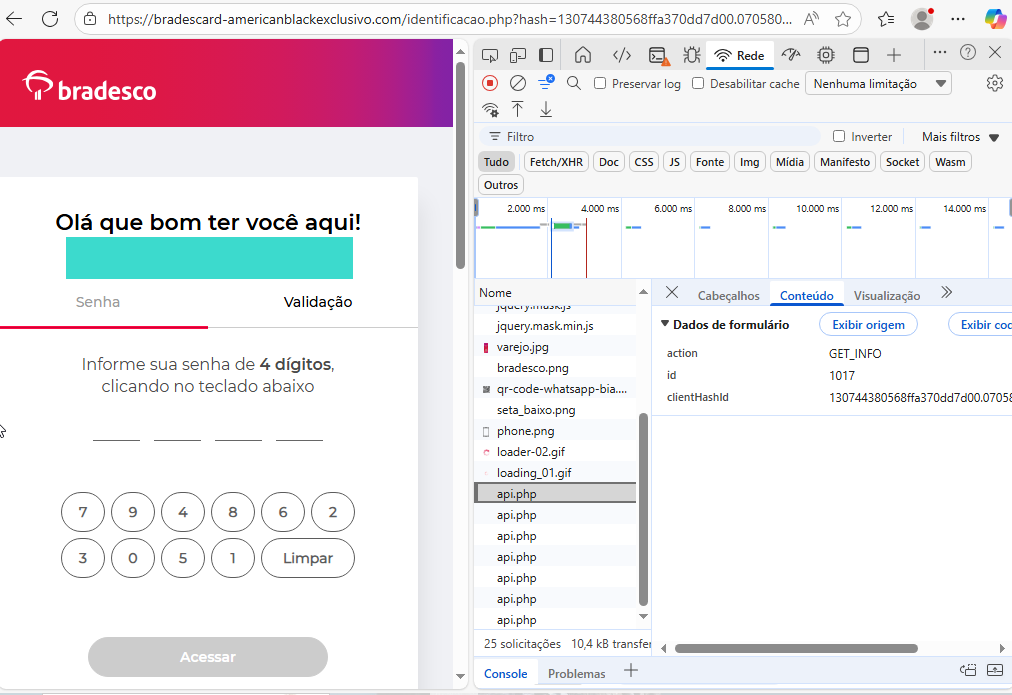 https://bradescard-americanblackexclusivo.com/identificacao.php?hash=130744380568ffa370dd7d00.070580...
bradesco
Olá que bom ter você aqui!
Senha
Validação
Informe sua senha de 4 dígitos,
clicando no teclado abaixo
7 9 4 8 6 2
3 0 5 1 Limpar
Acessar
Rede
Preservar log
Desabilitar cache
Nenhuma limitação
Filtro
Inverter
Mais filtros
Tudo Fetch/XHR Doc CSS JS Fonte Img Mídia Manifesto Socket Wasm
Outros
2.000 ms 4.000 ms 6.000 ms 8.000 ms 10.000 ms 12.000 ms 14.000 ms
Nome
jquery.mask.js
jquery.mask.min.js
varejo.jpg
bradesco.png
qr-code-whatsapp-bia....
seta_baixo.png
phone.png
loader-02.gif
loading_01.gif
api.php
api.php
api.php
api.php
api.php
api.php
api.php
25 solicitações 10,4 kB transfer
Cabeçalhos Conteúdo Visualização
Dados de formulário
Exibir origem
Exibir cod
action GET_INFO
id 1017
clientHashId 130744380568ffa370dd7d00.07058
Console
Problemas